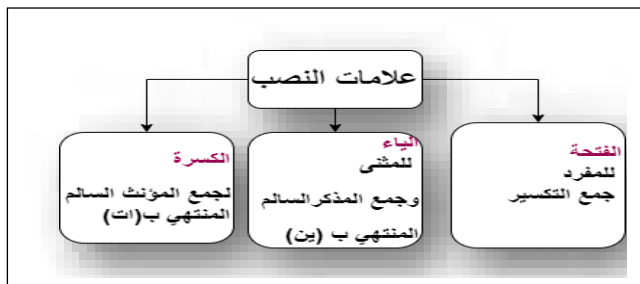 علامات النصب
الفتحة
للمفرد
جمع التكسير
الياء
للمثنى
وجمع المذكرالسالم
المنتهي ب (ين)
الكسرة
لجمع المؤنث السالم
المنتهي ب(ات)